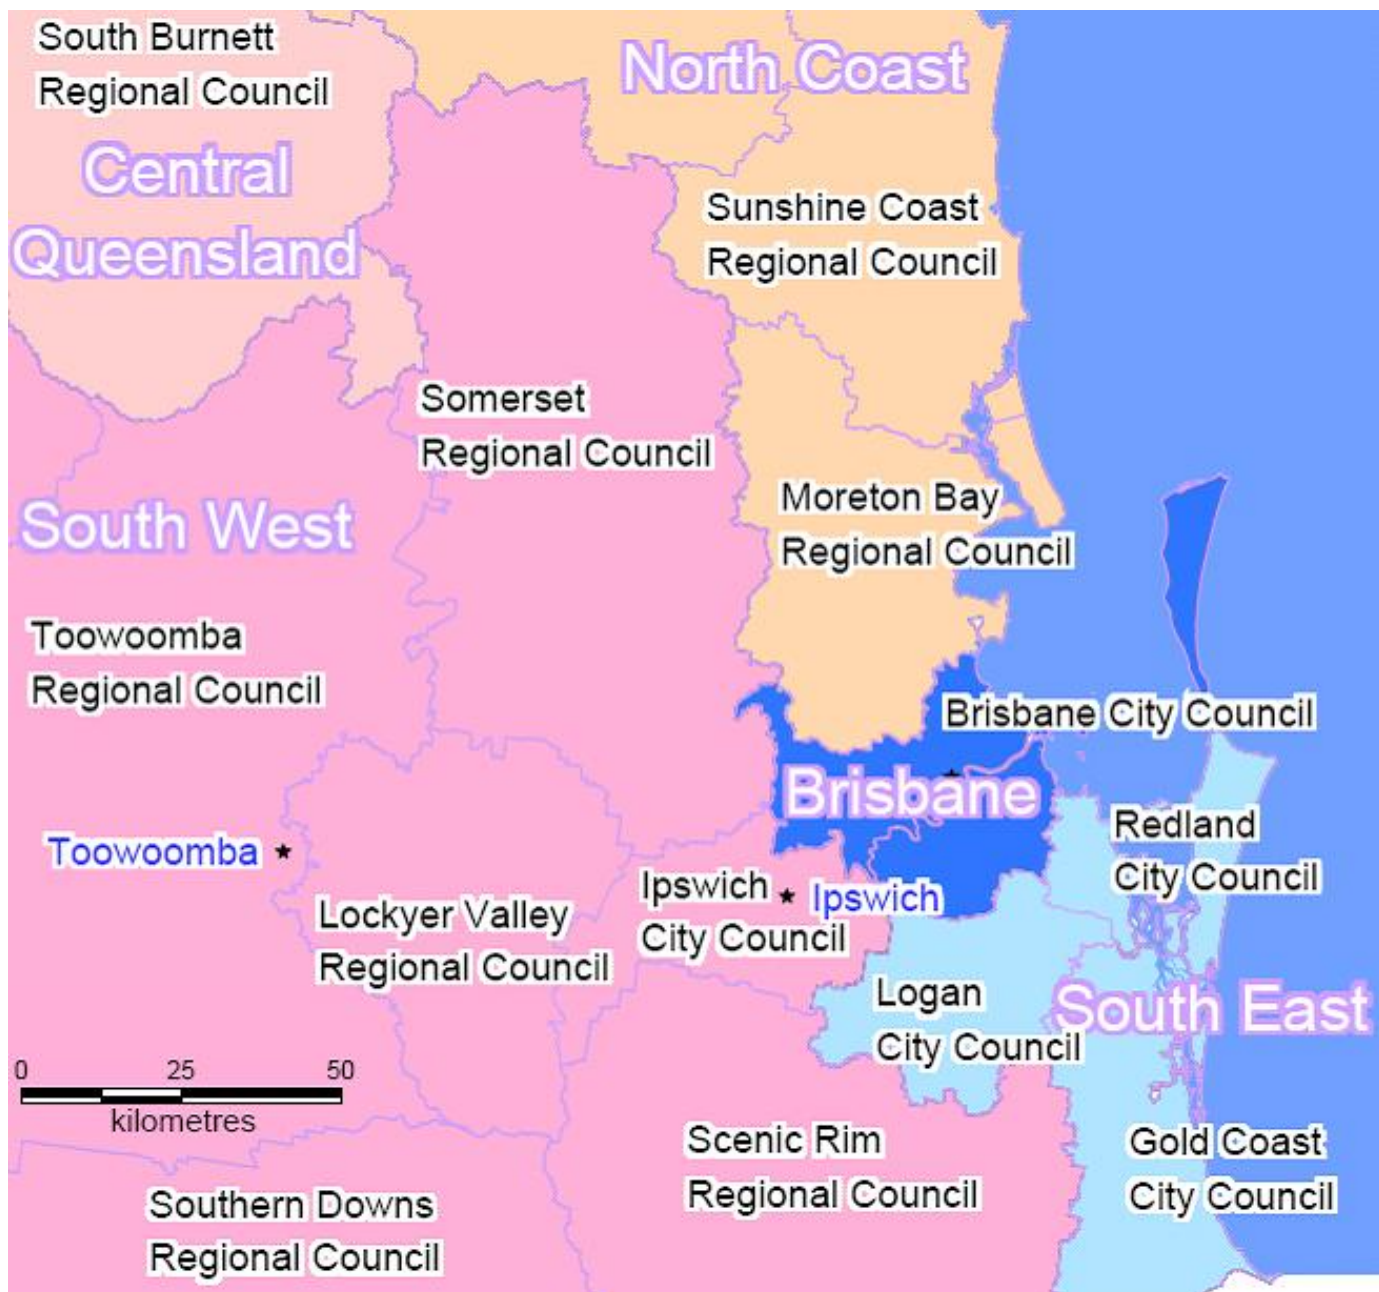 South Burnett
Regional Council
North Coast
Central
Queensland
Sunshine Coast
Regional Council
Somerset
Regional Council
South West
Moreton Bay
Regional Council
Toowoomba
Regional Council
Brisbane City Council
Brisbane
Redland
City Council
Toowoomba
Ipswich
City Council
Ipswich
Lockyer Valley
Regional Council
Logan
City Council
South East
0 25 50
kilometres
Scenic Rim
Regional Council
Gold Coast
City Council
Southern Downs
Regional Council